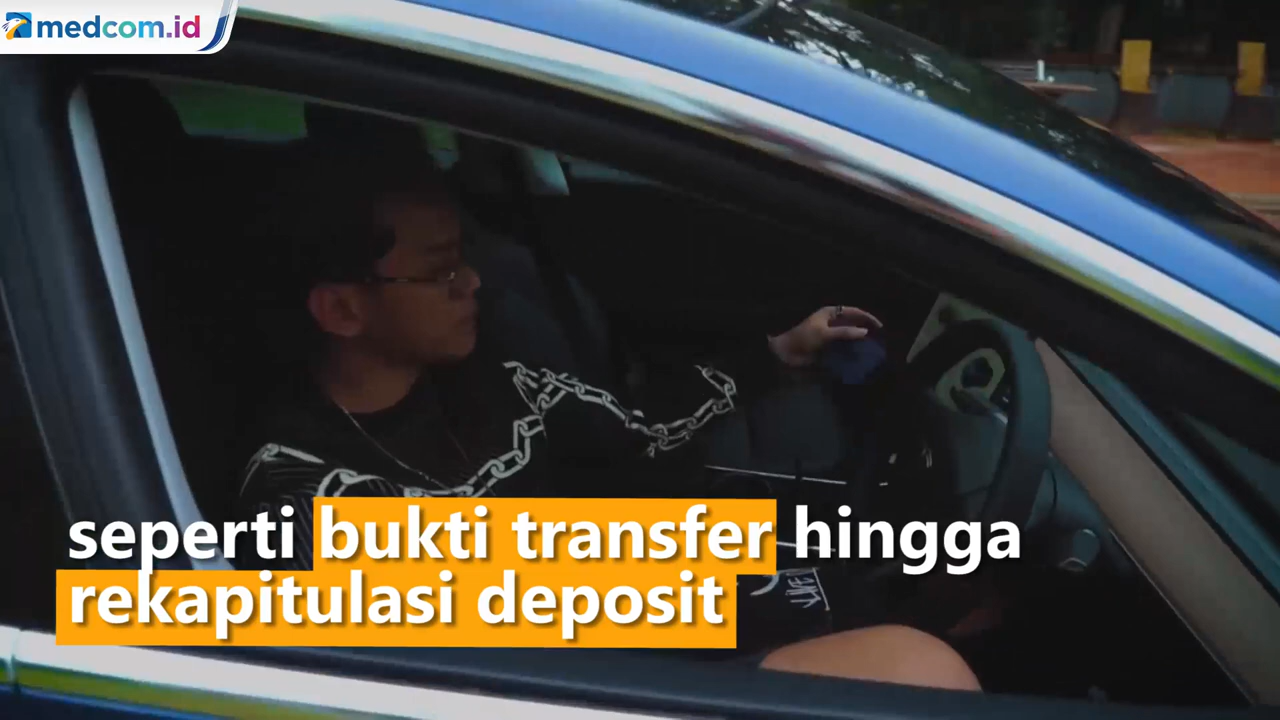 medcom.id
seperti bukti transfer hingga
rekapitulasi deposit